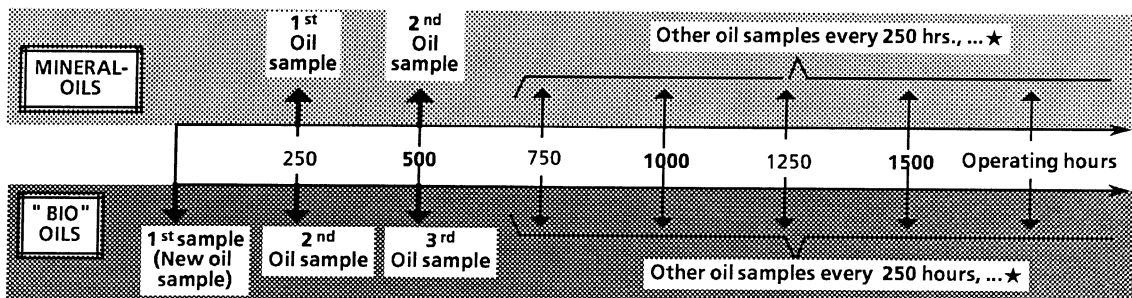 1st
Oil
sample
2nd
Oil
sample
Other oil samples every 250 hrs., ...★
MINERAL-
OILS
250 500 750 1000 1250 1500 Operating hours
"BIO"
OILS
1st sample
(New oil
sample)
2nd
Oil sample
3rd
Oil sample
Other oil samples every 250 hours, ...★